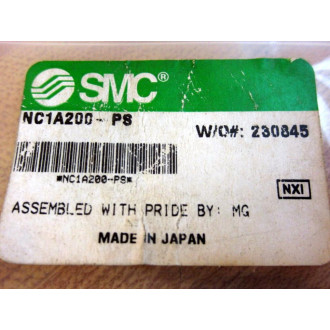 SMC®
NC1A200-PS
W/O#: 230845
*NC1A200-PS*
NXI
ASSEMBLED WITH PRIDE BY: MG
MADE IN JAPAN